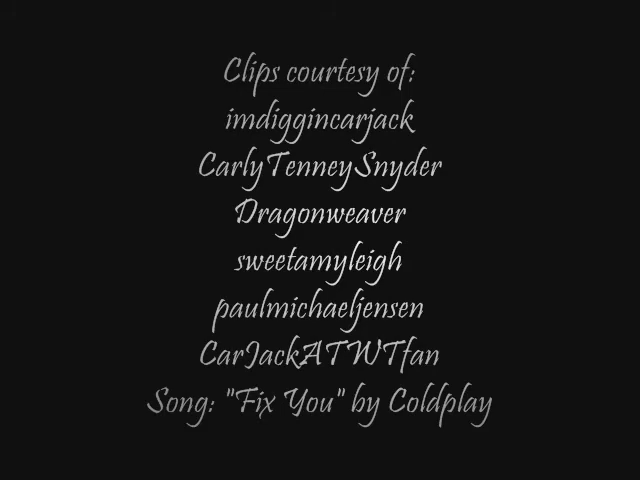 Clips courtesy of:
imdiggincarjack
CarlyTenneySnyder
Dragonweaver
sweetamyleigh
paulmichaeljensen
CarJackATWTfan
Song: "Fix You" by Coldplay